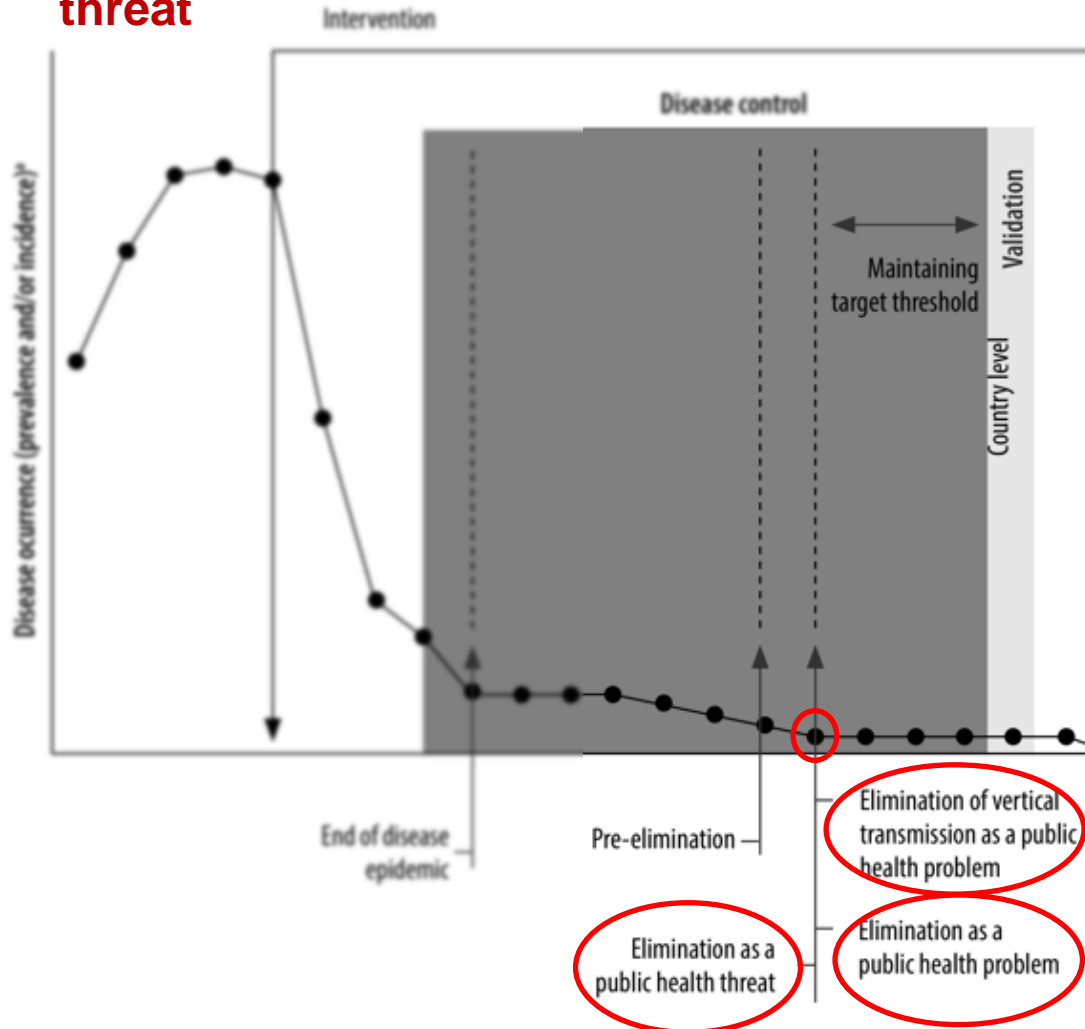 threat
Intervention
Disease control
Disease ocurrence (prevalence and/or incidence)ª
Validation
Maintaining
target threshold
Country level
End of disease
epidemic
Pre-elimination
Elimination of vertical
transmission as a public
health problem
Elimination as a
public health threat
Elimination as a
public health problem